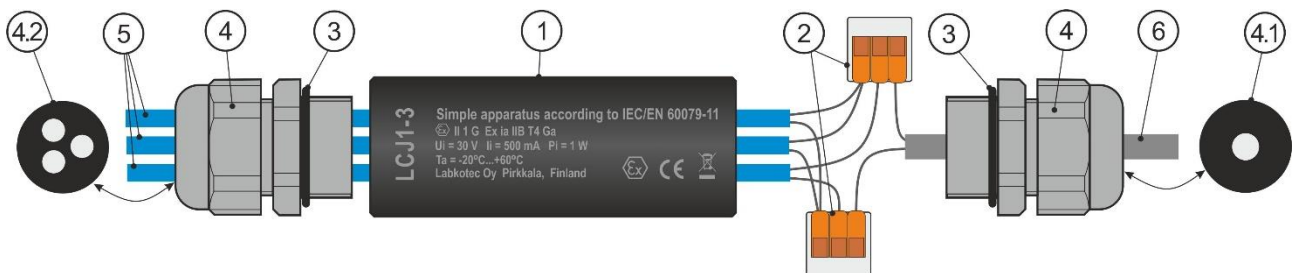 4.2
5
4
3
1
2
3
4
6
4.1
LCJ1-3
Simple apparatus according to IEC/EN 60079-11
Ex II 1 G Ex ia IIB T4 Ga
Ui = 30 V Ii = 500 mA Pi = 1 W
Ta = -20°C...+60°C
Labkotec Oy Pirkkala, Finland
Ex CE